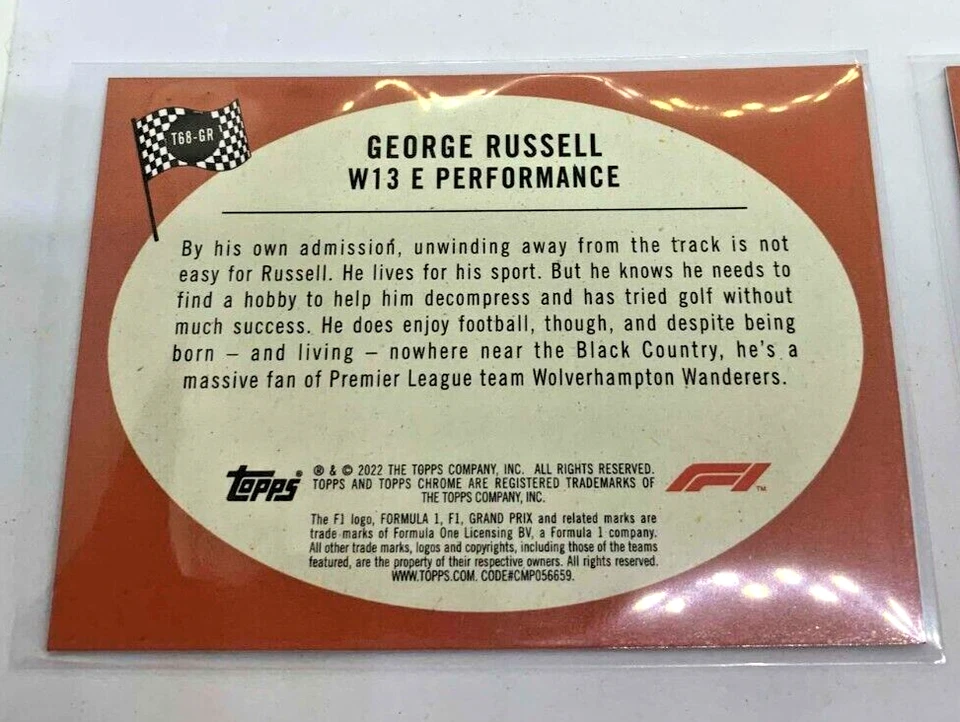 T68-GR
GEORGE RUSSELL
W13 E PERFORMANCE
By his own admission, unwinding away from the track is not
easy for Russell. He lives for his sport. But he knows he needs to
find a hobby to help him decompress and has tried golf without
much success. He does enjoy football, though, and despite being
born – and living – nowhere near the Black Country, he's a
massive fan of Premier League team Wolverhampton Wanderers.
topps®
® & © 2022 THE TOPPS COMPANY, INC. ALL RIGHTS RESERVED.
TOPPS AND TOPPS CHROME ARE REGISTERED TRADEMARKS OF
THE TOPPS COMPANY, INC.
F1™
The F1 logo, FORMULA 1, F1, GRAND PRIX and related marks are
trade marks of Formula One Licensing BV, a Formula 1 company.
All other trade marks, logos and copyrights, including those of the teams
featured, are the property of their respective owners. All rights reserved.
WWW.TOPPS.COM. CODE#CMP056659.